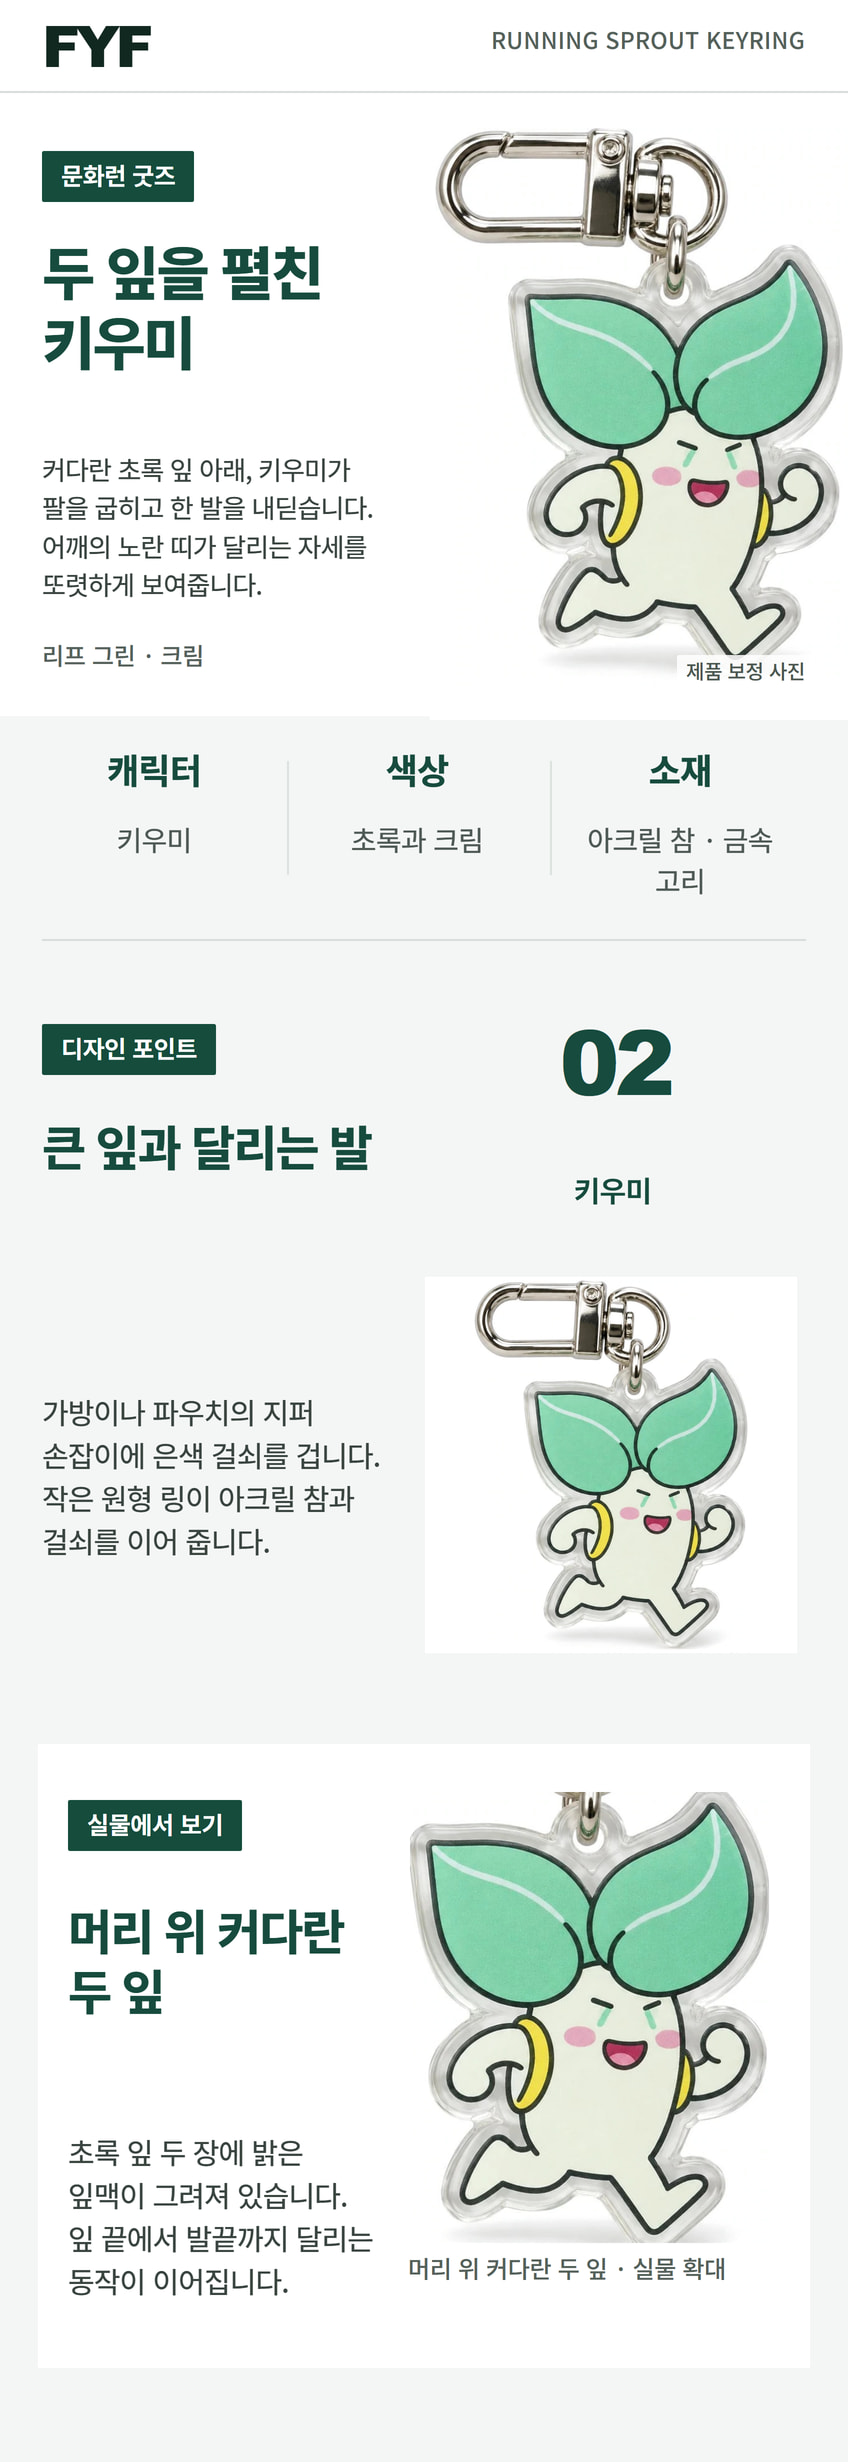 FYF
RUNNING SPROUT KEYRING
문화런 굿즈
두 잎을 펼친
키우미
커다란 초록 잎 아래, 키우미가
팔을 굽히고 한 발을 내딛습니다.
어깨의 노란 띠가 달리는 자세를
또렷하게 보여줍니다.
리프 그린 · 크림
제품 보정 사진
캐릭터
키우미
색상
초록과 크림
소재
아크릴 참 · 금속
고리
디자인 포인트
큰 잎과 달리는 발
02
키우미
가방이나 파우치의 지퍼
손잡이에 은색 걸쇠를 겁니다.
작은 원형 링이 아크릴 참과
걸쇠를 이어 줍니다.
실물에서 보기
머리 위 커다란
두 잎
초록 잎 두 장에 밝은
잎맥이 그려져 있습니다.
잎 끝에서 발끝까지 달리는
동작이 이어집니다.
머리 위 커다란 두 잎 · 실물 확대